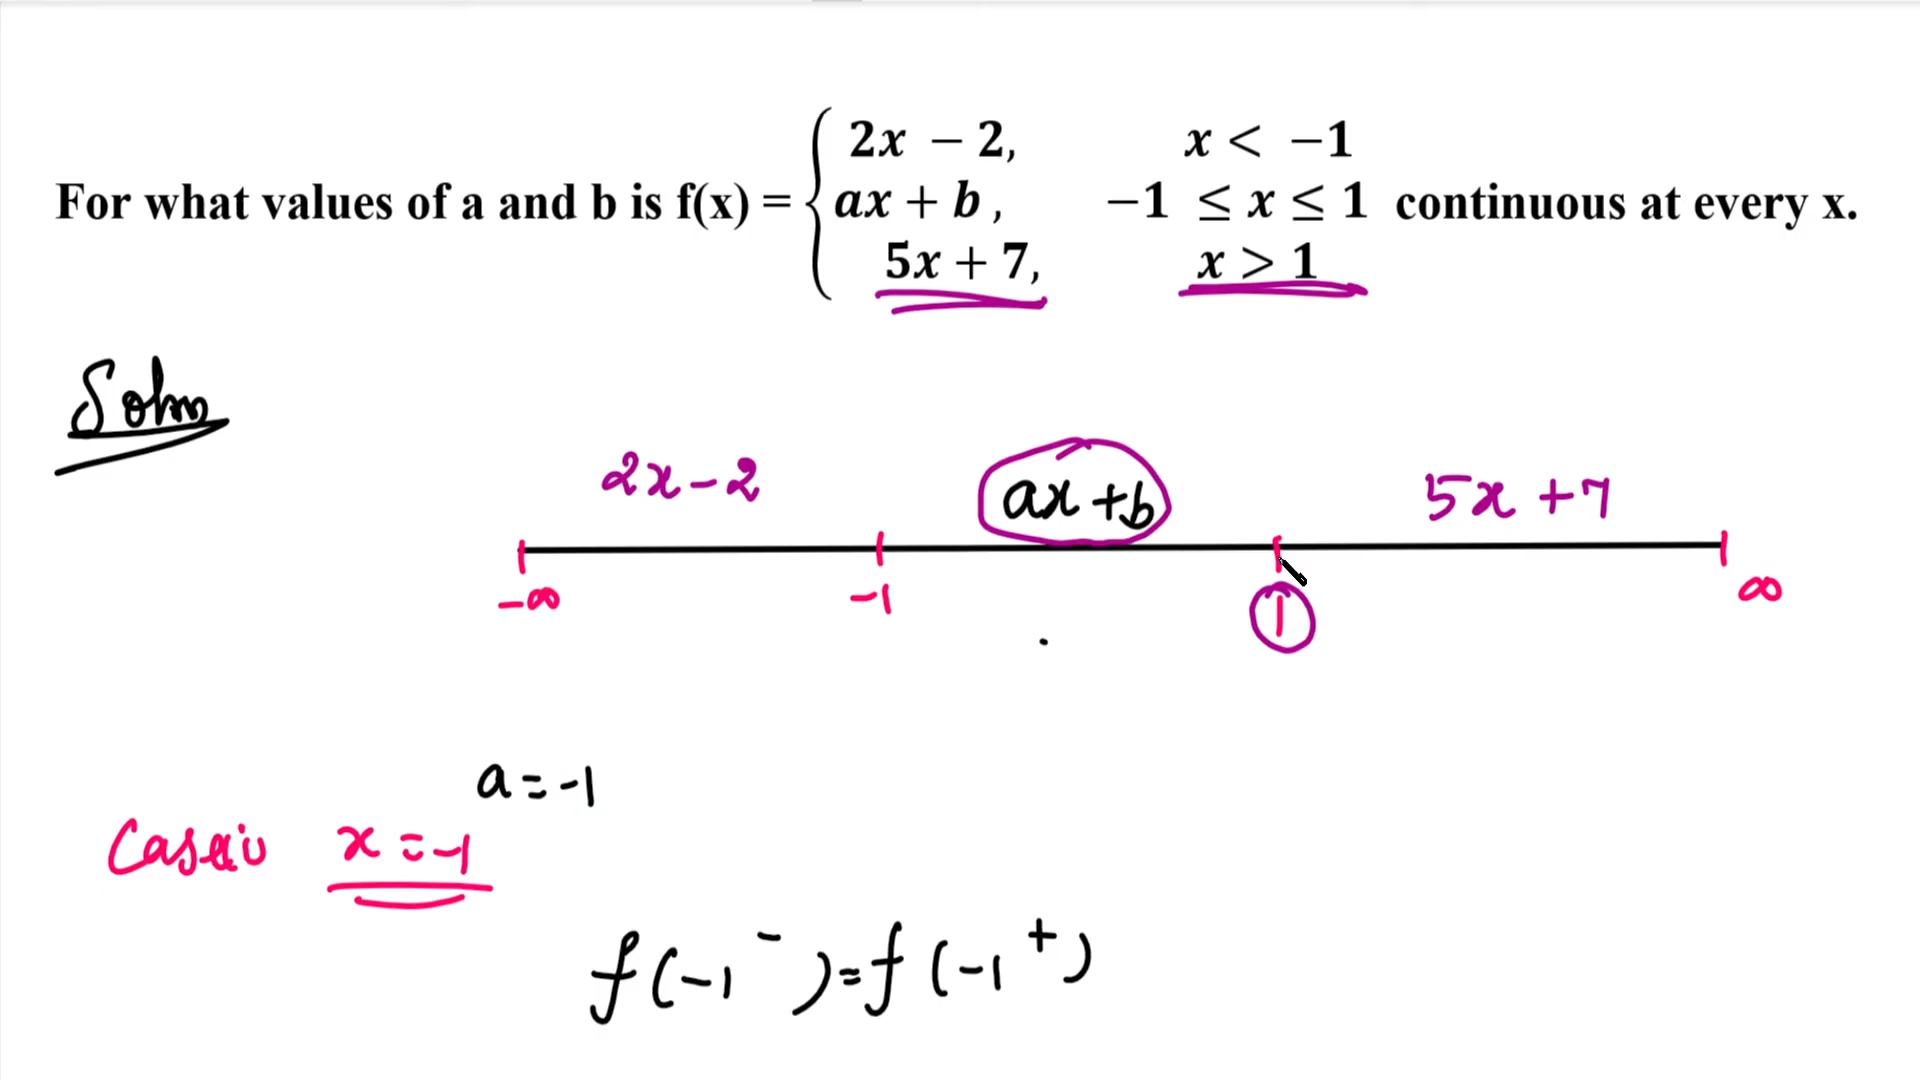 For what values of a and b is f(x) = { 2x − 2, x < −1
ax + b , −1 ≤ x ≤ 1 continuous at every x.
5x + 7, x > 1
Soln
2x-2 ax+b 5x+7
-∞ -1 1 ∞
a=-1
x=-1
f(-1⁻)=f(-1⁺)